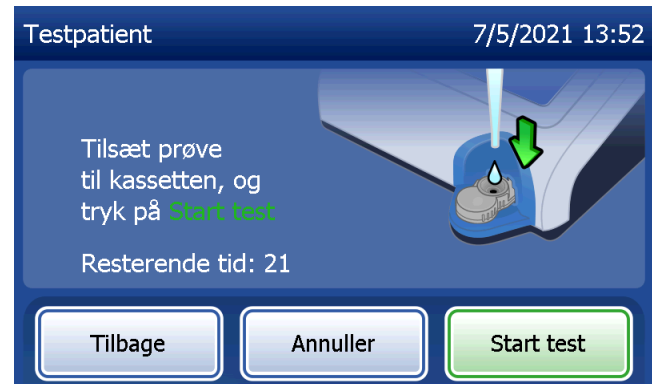 Testpatient 7/5/2021 13:52
Tilsæt prøve
til kassetten, og
tryk på Start test
Resterende tid: 21
Tilbage Annuller Start test